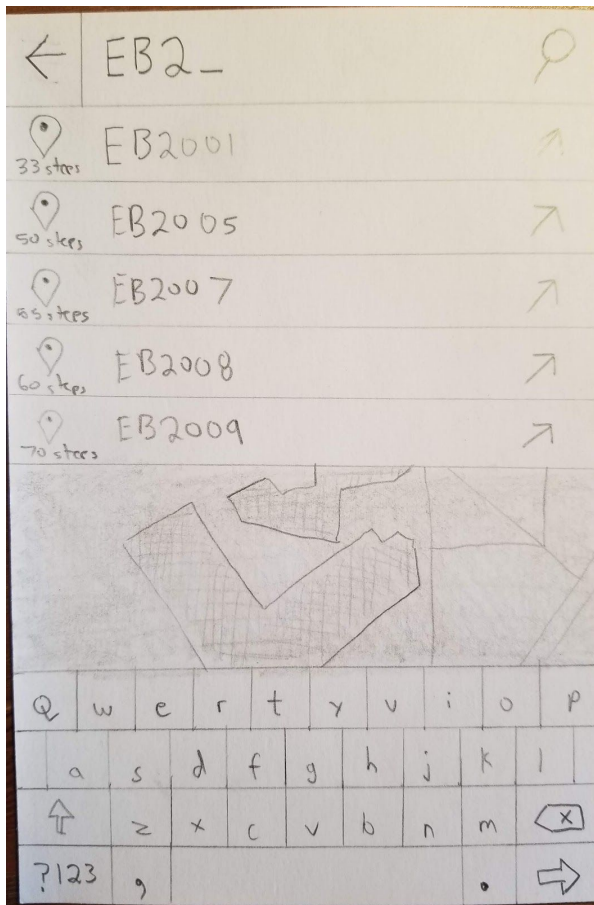 EB2_
EB2001
33 steps
EB2005
50 steps
EB2007
55 steps
EB2008
60 steps
EB2009
70 steps
Q w e r t y u i o p
a s d f g h j k l
z x c v b n m
?123 , .